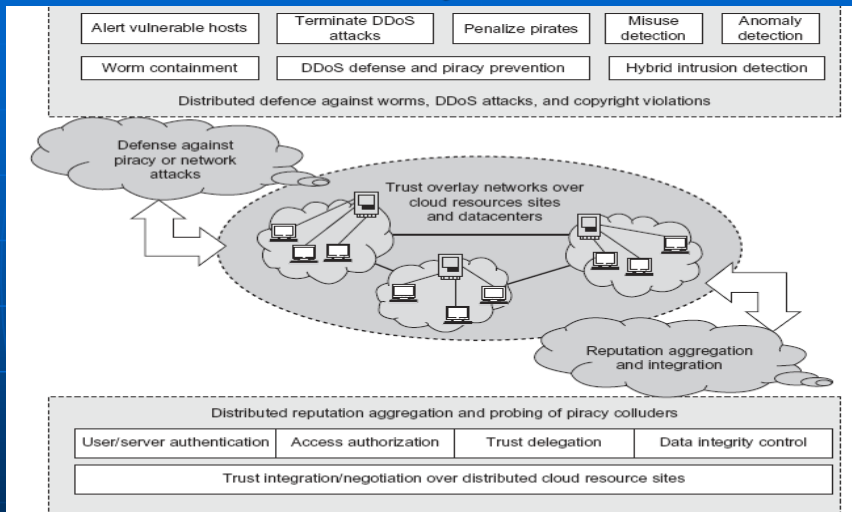 Alert vulnerable hosts
Terminate DDoS
attacks
Penalize pirates
Misuse
detection
Anomaly
detection
Worm containment
DDoS defense and piracy prevention
Hybrid intrusion detection
Distributed defence against worms, DDoS attacks, and copyright violations
Defense against
piracy or network
attacks
Trust overlay networks over
cloud resources sites
and datacenters
Reputation aggregation
and integration
Distributed reputation aggregation and probing of piracy colluders
User/server authentication
Access authorization
Trust delegation
Data integrity control
Trust integration/negotiation over distributed cloud resource sites